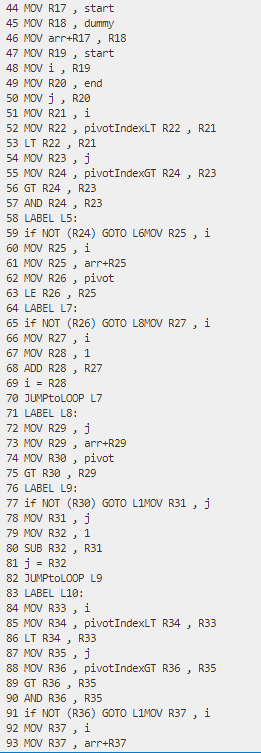 44 MOV R17 , start
45 MOV R18 , dummy
46 MOV arr+R17 , R18
47 MOV R19 , start
48 MOV i , R19
49 MOV R20 , end
50 MOV j , R20
51 MOV R21 , i
52 MOV R22 , pivotIndexLT R22 , R21
53 LT R22 , R21
54 MOV R23 , j
55 MOV R24 , pivotIndexGT R24 , R23
56 GT R24 , R23
57 AND R24 , R23
58 LABEL L5:
59 if NOT (R24) GOTO L6MOV R25 , i
60 MOV R25 , i
61 MOV R25 , arr+R25
62 MOV R26 , pivot
63 LE R26 , R25
64 LABEL L7:
65 if NOT (R26) GOTO L8MOV R27 , i
66 MOV R27 , i
67 MOV R28 , 1
68 ADD R28 , R27
69 i = R28
70 JUMPtoLOOP L7
71 LABEL L8:
72 MOV R29 , j
73 MOV R29 , arr+R29
74 MOV R30 , pivot
75 GT R30 , R29
76 LABEL L9:
77 if NOT (R30) GOTO L1MOV R31 , j
78 MOV R31 , j
79 MOV R32 , 1
80 SUB R32 , R31
81 j = R32
82 JUMPtoLOOP L9
83 LABEL L10:
84 MOV R33 , i
85 MOV R34 , pivotIndexLT R34 , R33
86 LT R34 , R33
87 MOV R35 , j
88 MOV R36 , pivotIndexGT R36 , R35
89 GT R36 , R35
90 AND R36 , R35
91 if NOT (R36) GOTO L1MOV R37 , i
92 MOV R37 , i
93 MOV R37 , arr+R37